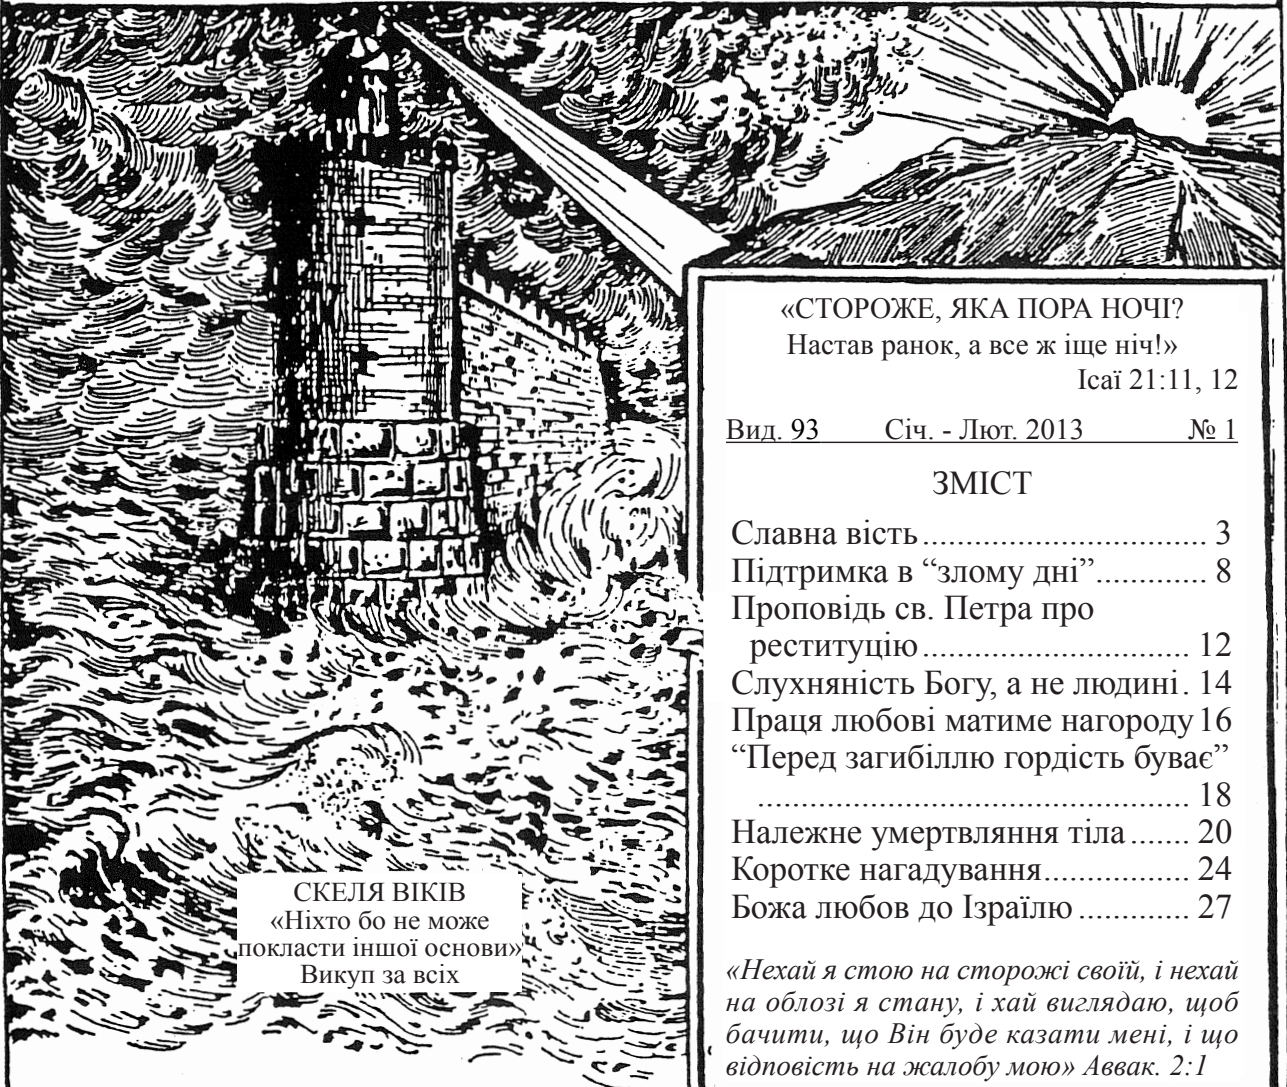 «СТОРОЖЕ, ЯКА ПОРА НОЧІ?
Настав ранок, а все ж іще ніч!»
Ісаї 21:11, 12
Вид. 93 Січ. - Лют. 2013 № 1
ЗМІСТ
Славна вість ................................ 3
Підтримка в “злому дні”............. 8
Проповідь св. Петра про
реституцію ............................... 12
Слухняність Богу, а не людині . 14
Праця любові матиме нагороду 16
“Перед загибіллю гордість буває”
.................................................. 18
Належне умертвляння тіла ....... 20
Коротке нагадування................. 24
Божа любов до Ізраїлю ............. 27
«Нехай я стою на сторожі своїй, і нехай
на облозі я стану, і хай виглядаю, щоб
бачити, що Він буде казати мені, і що
відповість на жалобу мою» Аввак. 2:1
СКЕЛЯ ВІКІВ
«Ніхто бо не може
покласти іншої основи»
Викуп за всіх